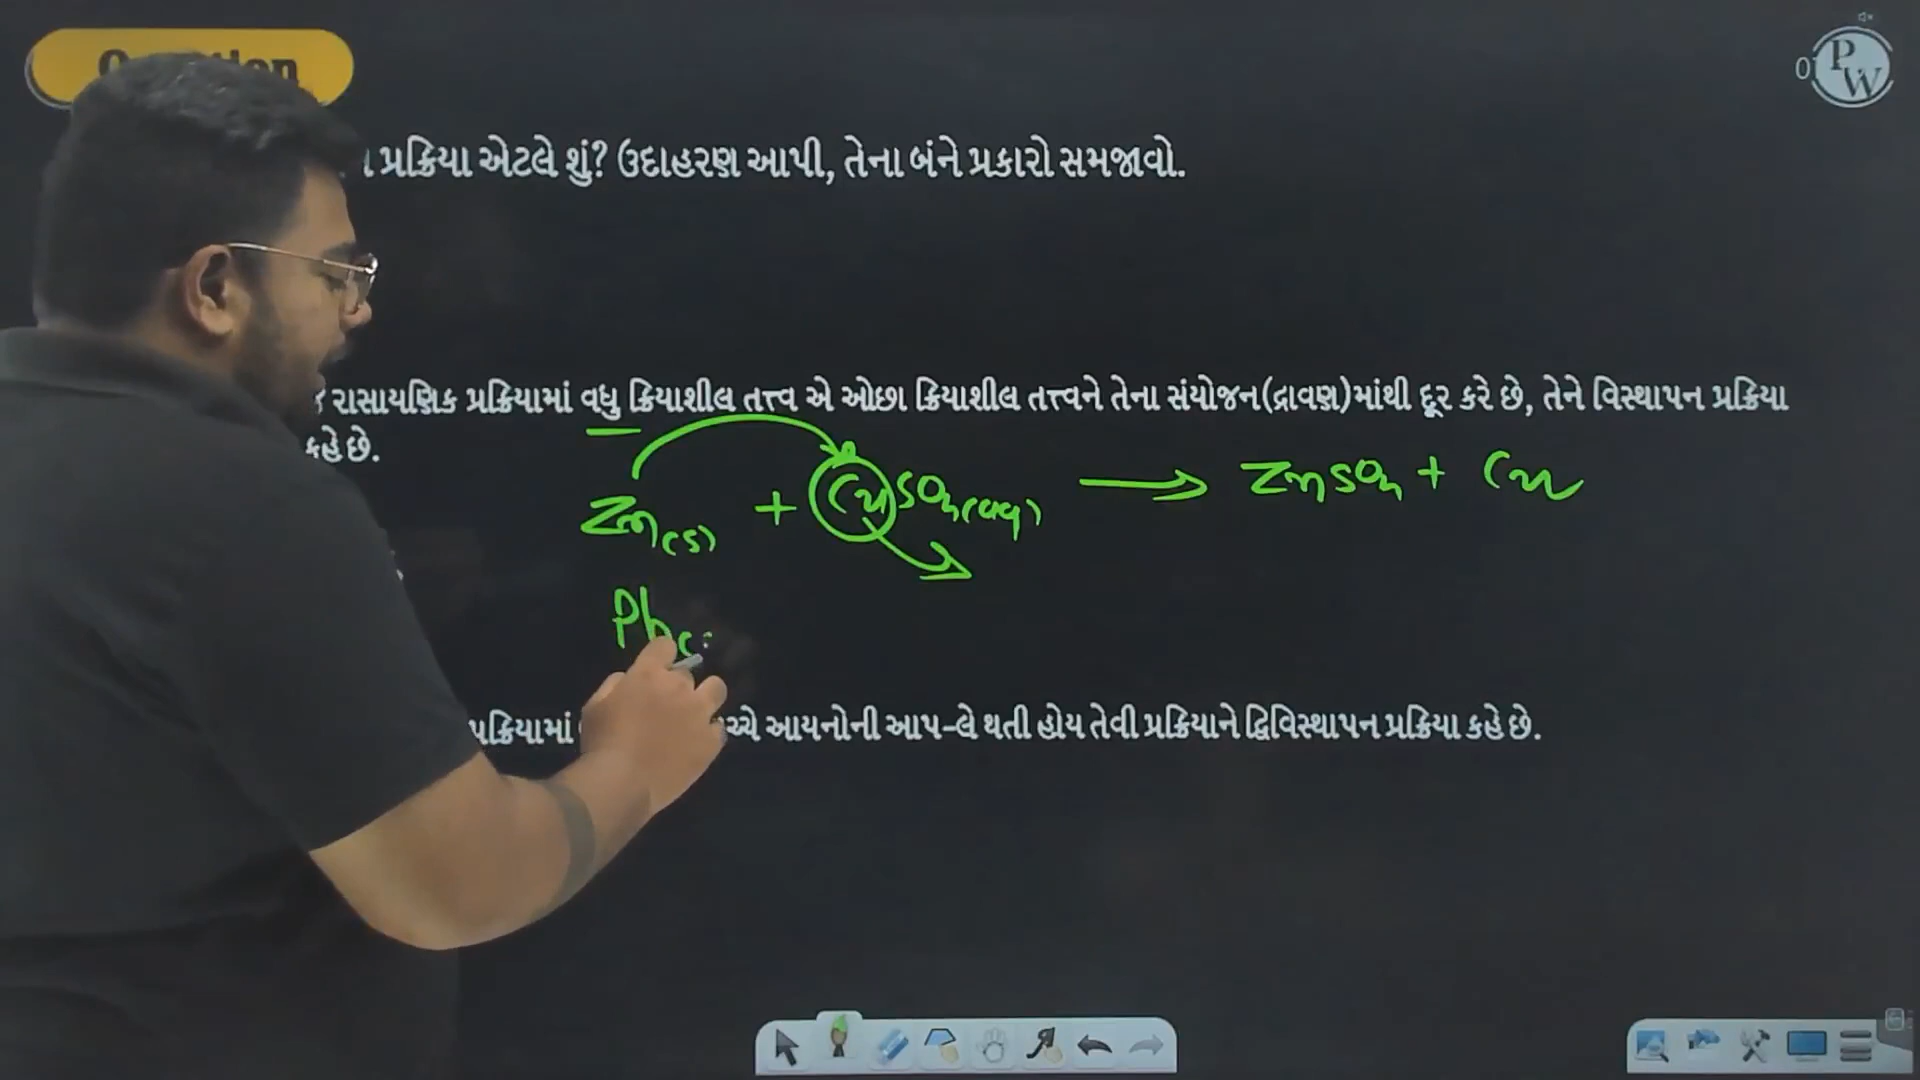 પ્રક્રિયા એટલે શું? ઉદાહરણ આપી, તેના બંને પ્રકારો સમજાવો.
PW
રાસાયણિક પ્રક્રિયામાં વધુ ક્રિયાશીલ તત્ત્વ એ ઓછા ક્રિયાશીલ તત્ત્વને તેના સંયોજન(દ્રાવણ)માંથી દૂર કરે છે, તેને વિસ્થાપન પ્રક્રિયા
કહે છે.
Zn(s) + CuSO4(aq) → ZnSO4 + Cu
Pb(
પ્રક્રિયામાં આયનોની આપ-લે થતી હોય તેવી પ્રક્રિયાને દ્વિવિસ્થાપન પ્રક્રિયા કહે છે.